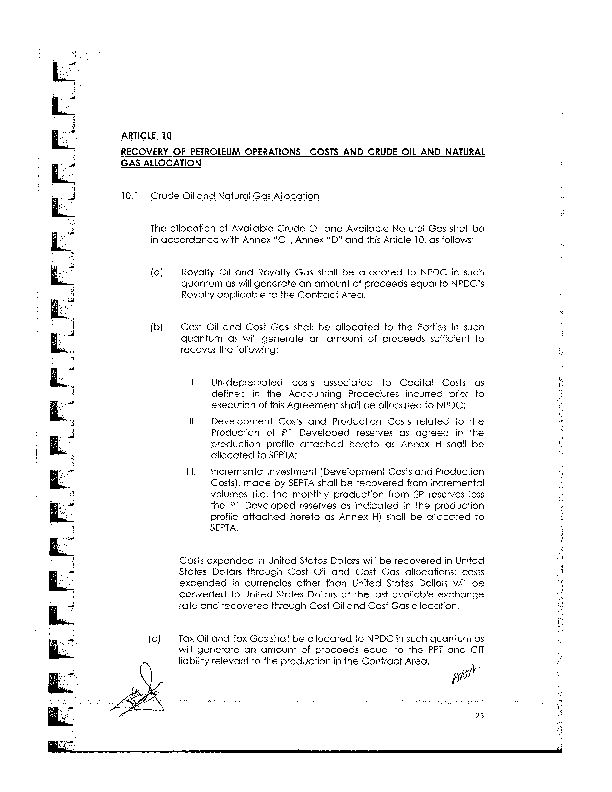 ARTICLE 10
RECOVERY OF PETROLEUM OPERATIONS COSTS AND CRUDE OIL AND NATURAL
GAS ALLOCATION
10.1 Crude Oil and Natural Gas Allocation
The allocation of Available Crude Oil and Available Natural Gas shall be
in accordance with Annex "C", Annex "D" and this Article 10, as follows:
(a) Royalty Oil and Royalty Gas shall be allocated to NPDC in such
quantum as will generate an amount of proceeds equal to NPDC's
Royalty applicable to the Contract Area.
(b) Cost Oil and Cost Gas shall be allocated to the Parties in such
quantum as will generate an amount of proceeds sufficient to
recover the following:
I. Un-depreciated costs associated to Capital Costs as
defined in the Accounting Procedures incurred prior to
execution of this Agreement shall be allocated to NPDC;
II. Development Costs and Production Costs related to the
Production of Developed reserves as agreed in the
production profile attached hereto as Annex H shall be
allocated to SEPTA;
III. Incremental Investment (Development Costs and Production
Costs), made by SEPTA shall be recovered from incremental
volumes (i.e. the monthly production from reserves less
the Developed reserves as indicated in the production
profile attached hereto as Annex H) shall be allocated to
SEPTA.
Costs expended in United States Dollars will be recovered in United
States Dollars through Cost Oil and Cost Gas allocations; costs
expended in currencies other than United States Dollars will be
converted to United States Dollars at the last available exchange
rate and recovered through Cost Oil and Cost Gas allocation.
(c) Tax Oil and Tax Gas shall be allocated to NPDC in such quantum as
will generate an amount of proceeds equal to the PPT and CIT
liability relevant to the production in the Contract Area.